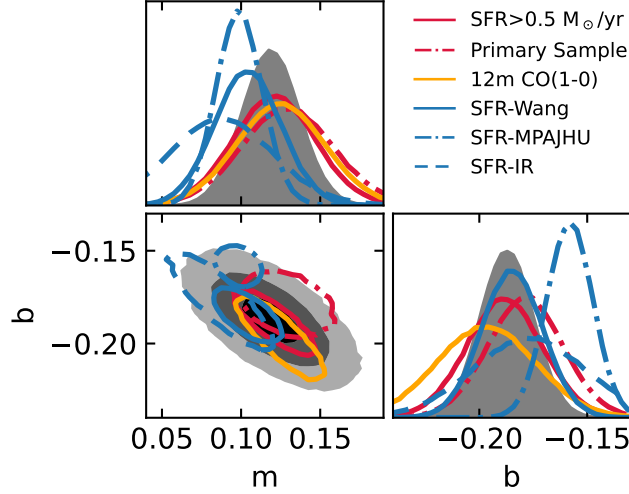 SFR>0.5 M⊙/yr
Primary Sample
12m CO(1-0)
SFR-Wang
SFR-MPAJHU
SFR-IR
−0.15
−0.20
b
0.05 0.10 0.15
m
−0.20 −0.15
b